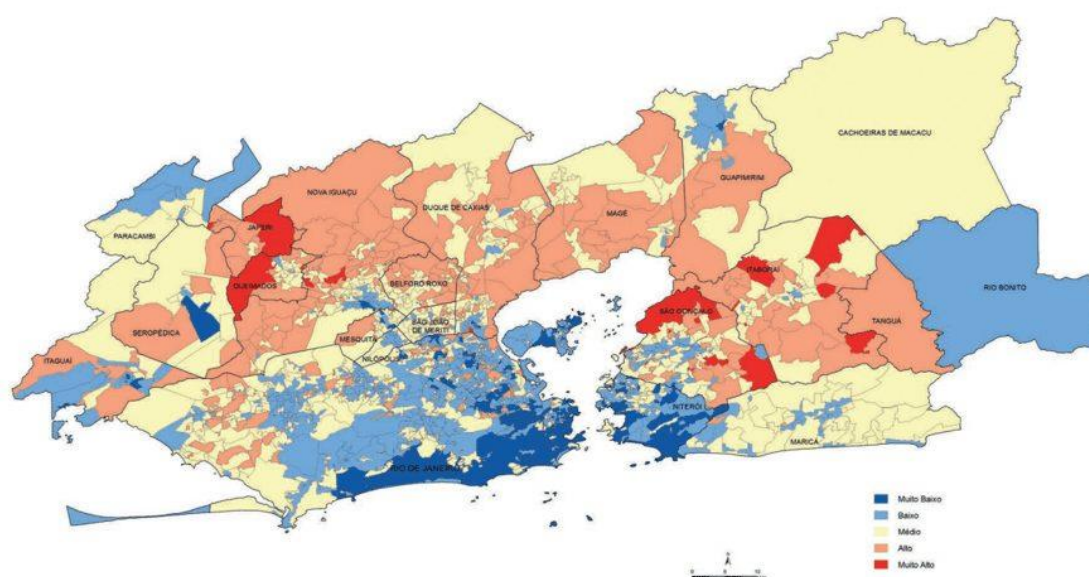 CACHOEIRAS DE MACACU
GUAPIMIRIM
NOVA IGUAÇU
DUQUE DE CAXIAS
MAGÉ
JAPERI
PARACAMBI
ITABORAÍ
QUEIMADOS
BELFORD ROXO
RIO BONITO
SÃO GONÇALO
SÃO JOÃO
DE MERITI
TANGUÁ
SEROPÉDICA
MESQUITA
ITAGUAÍ
NILÓPOLIS
NITERÓI
MARICÁ
RIO DE JANEIRO
Muito Baixo
Baixo
Médio
Alto
Muito Alto